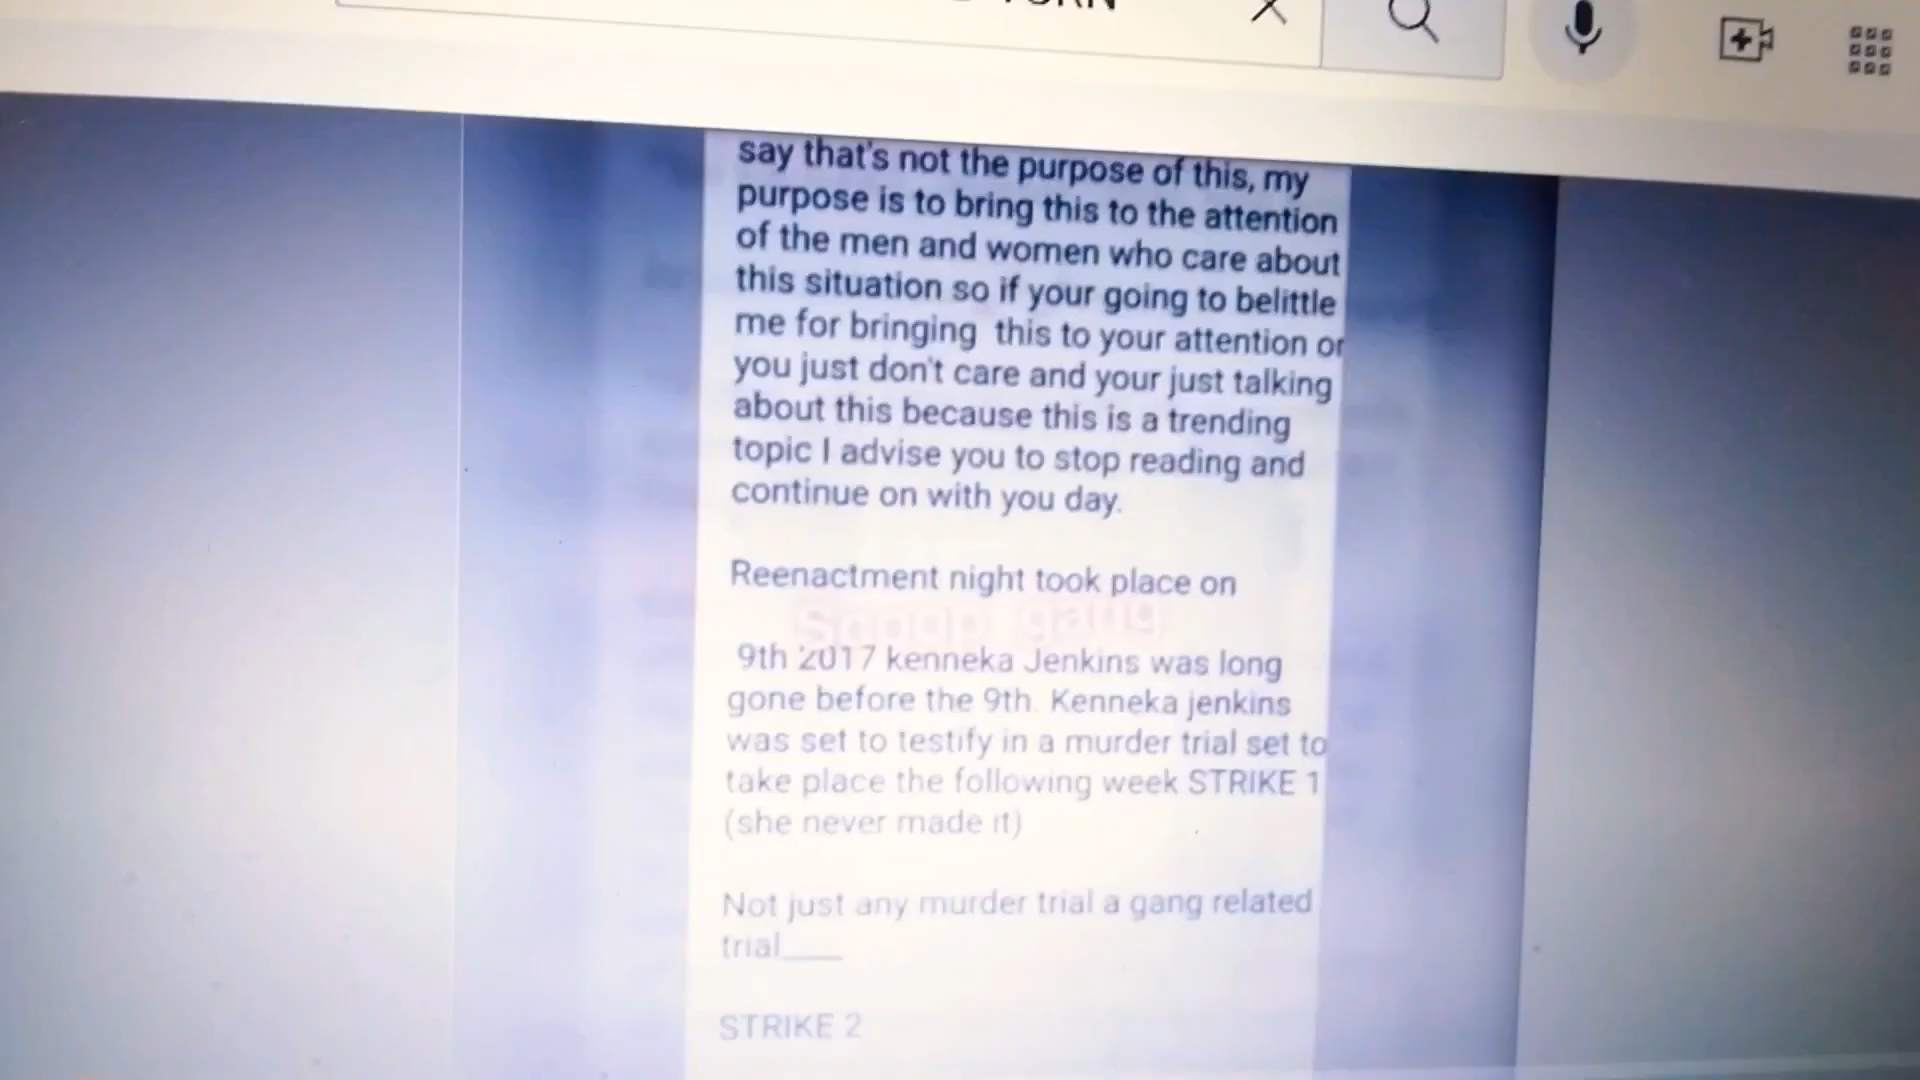 say that's not the purpose of this, my
purpose is to bring this to the attention
of the men and women who care about
this situation so if your going to belittle
me for bringing this to your attention or
you just don't care and your just talking
about this because this is a trending
topic I advise you to stop reading and
continue on with you day.
Reenactment night took place on
gang
9th 2017 kenneka Jenkins was long
gone before the 9th. Kenneka jenkins
was set to testify in a murder trial set to
take place the following week STRIKE 1
(she never made it)
Not just any murder trial a gang related
trial____
STRIKE 2